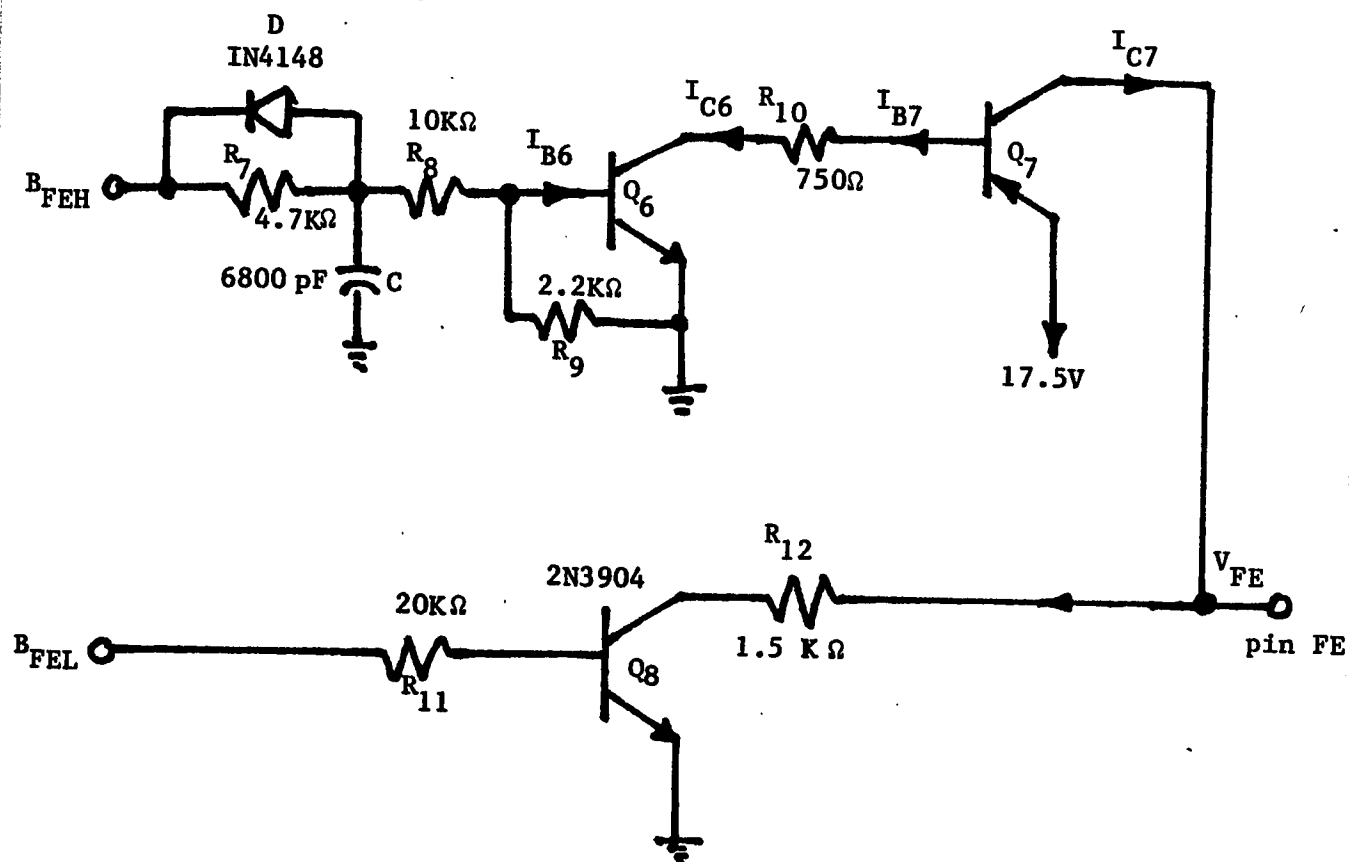 D
IN4148
I_C7
I_C6
R_10
I_B7
10KΩ
R_7
R_8
I_B6
Q_7
B_FEH
4.7KΩ
Q_6
750Ω
6800 pF
C
2.2KΩ
R_9
17.5V
R_12
V_FE
2N3904
20KΩ
B_FEL
1.5 KΩ
pin FE
R_11
Q_8